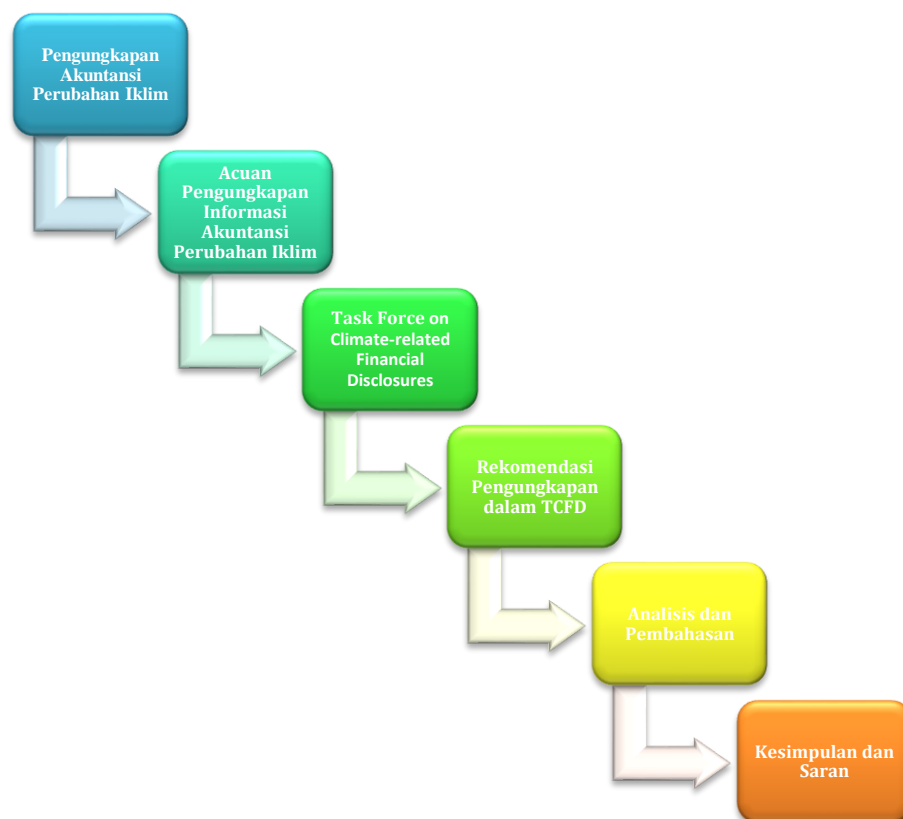 Pengungkapan
Akuntansi
Perubahan Iklim
Acuan
Pengungkapan
Informasi
Akuntansi
Perubahan Iklim
Task Force on
Climate-related
Financial
Disclosures
Rekomendasi
Pengungkapan
dalam TCFD
Analisis dan
Pembahasan
Kesimpulan dan
Saran